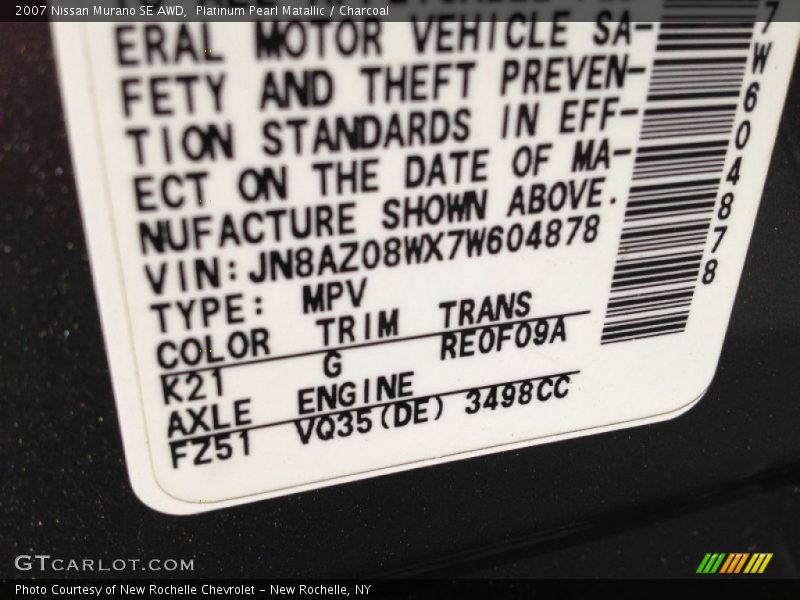 2007 Nissan Murano SE AWD,  Platinum Pearl Matallic / Charcoal
ERAL MOTOR VEHICLE SA-
FETY AND THEFT PREVEN-
TION STANDARDS IN EFF-
ECT ON THE DATE OF MA-
NUFACTURE SHOWN ABOVE.
VIN: JN8AZ08WX7W604878
TYPE: MPV
COLOR TRIM TRANS
K21 G RE0F09A
AXLE ENGINE
FZ51 VQ35(DE) 3498CC
7W604878
GTCARLOT.COM
Photo Courtesy of New Rochelle Chevrolet - New Rochelle, NY